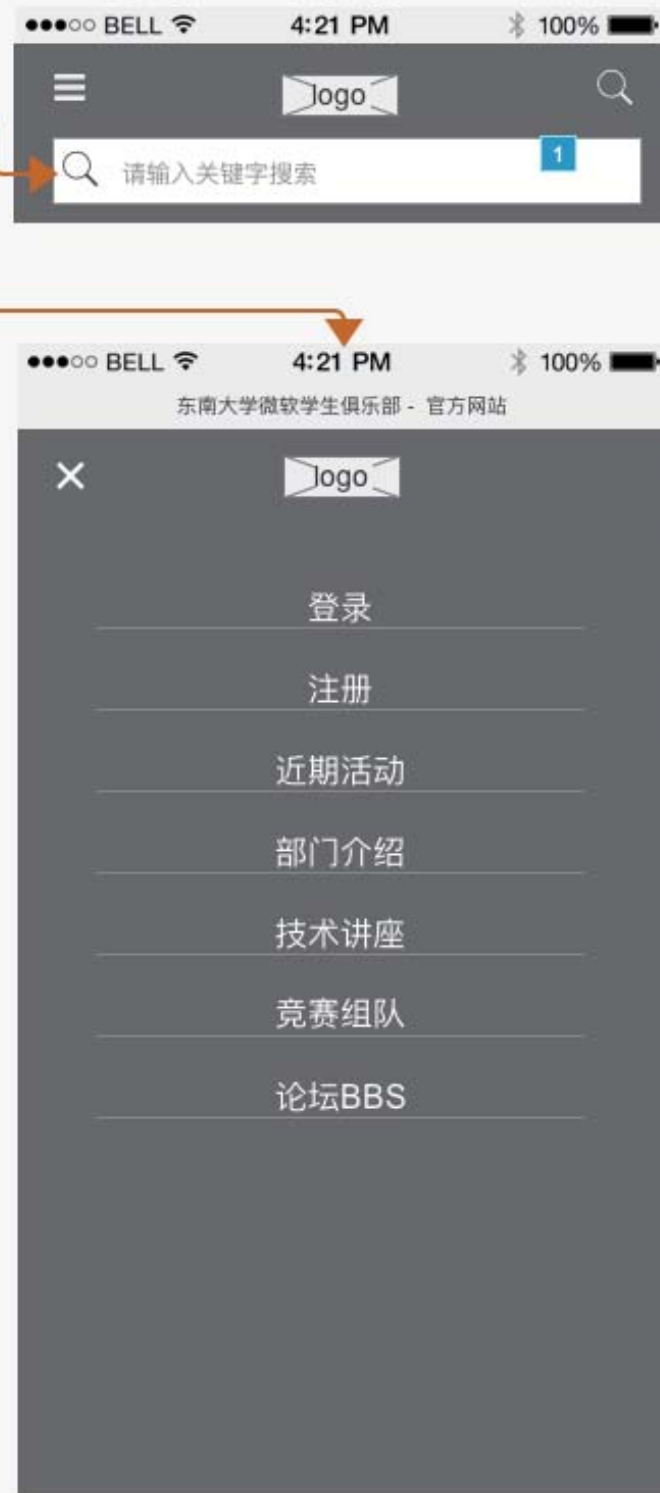 BELL 4:21 PM 100%
logo
请输入关键字搜索 1
BELL 4:21 PM 100%
东南大学微软学生俱乐部 - 官方网站
logo
登录
注册
近期活动
部门介绍
技术讲座
竞赛组队
论坛BBS